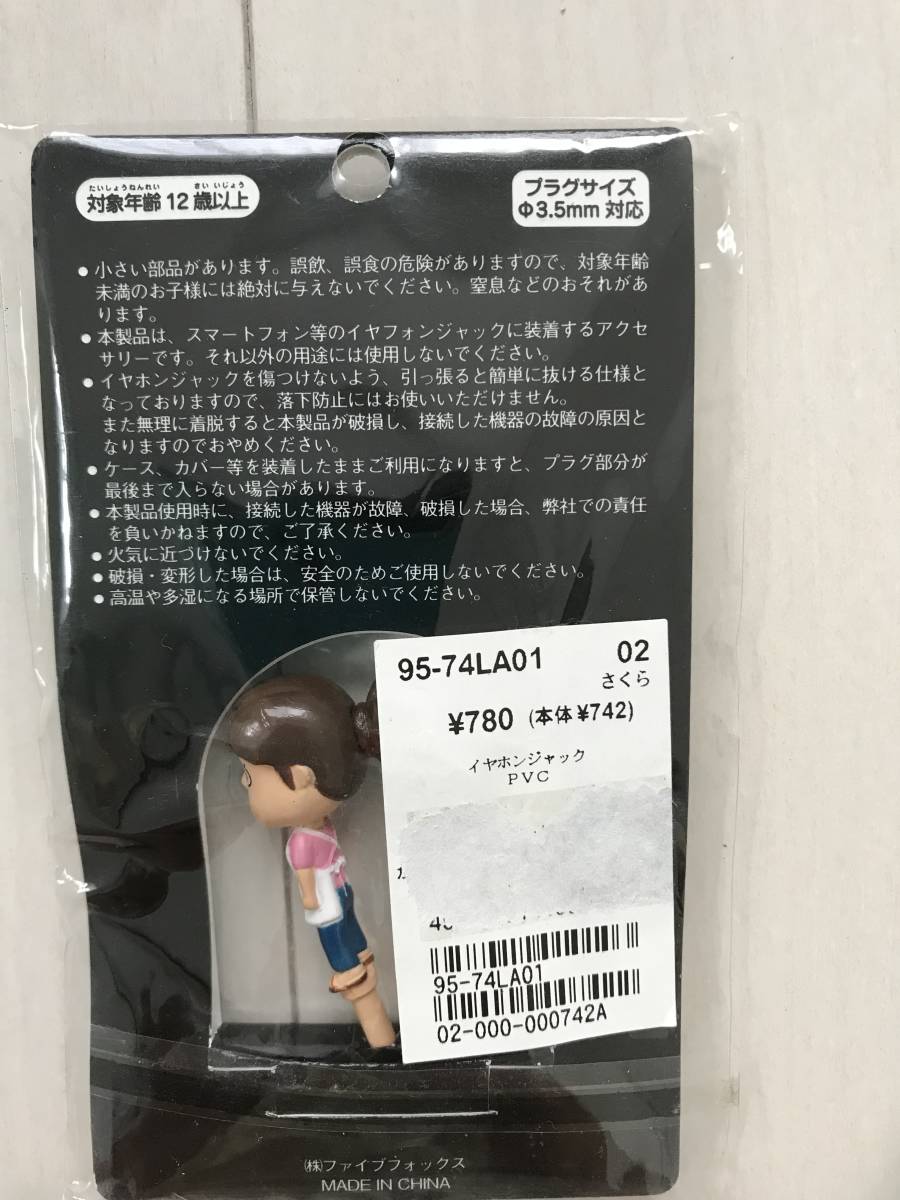 たいしょうねんれい さい いじょう
対象年齢 12 歳以上
プラグサイズ
Φ3.5mm 対応
● 小さい部品があります。誤飲、誤食の危険がありますので、対象年齢
未満のお子様には絶対に与えないでください。窒息などのおそれがあ
ります。
● 本製品は、スマートフォン等のイヤフォンジャックに装着するアクセ
サリーです。それ以外の用途には使用しないでください。
● イヤホンジャックを傷つけないよう、引っ張ると簡単に抜ける仕様と
なっておりますので、落下防止にはお使いいただけません。
また無理に着脱すると本製品が破損し、接続した機器の故障の原因と
なりますのでおやめください。
● ケース、カバー等を装着したままご利用になりますと、プラグ部分が
最後まで入らない場合があります。
● 本製品使用時に、接続した機器が故障、破損した場合、弊社での責任
を負いかねますので、ご了承ください。
● 火気に近づけないでください。
● 破損・変形した場合は、安全のためご使用しないでください。
● 高温や多湿になる場所で保管しないでください。
95-74LA01 02
さくら
¥780 (本体¥742)
イヤホンジャック
PVC
95-74LA01
02-000-000742A
㈱ファイブフォックス
MADE IN CHINA